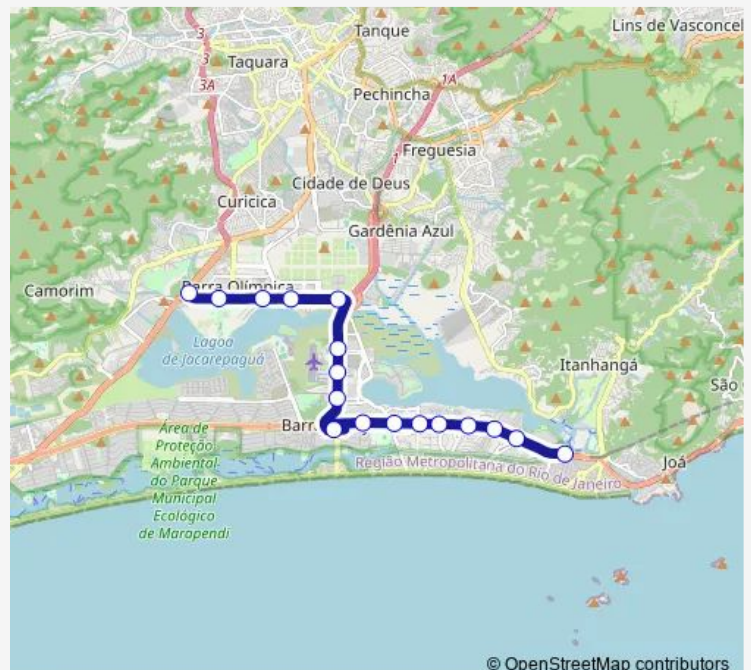 Lins de Vasconcel
Tanque
3
Taquara
3
1A
3A
Pechincha
Freguesia
1
Cidade de Deus
Curicica
Gardênia Azul
Camorim
Barra Olímpica
Lagoa
de Jacarepaguá
Itanhangá
São
Barra
Área de
Proteção
Ambiental
do Parque
Municipal
Ecológico
de Marapendi
Região Metropolitana do Rio de Janeiro
Joá
© OpenStreetMap contributors